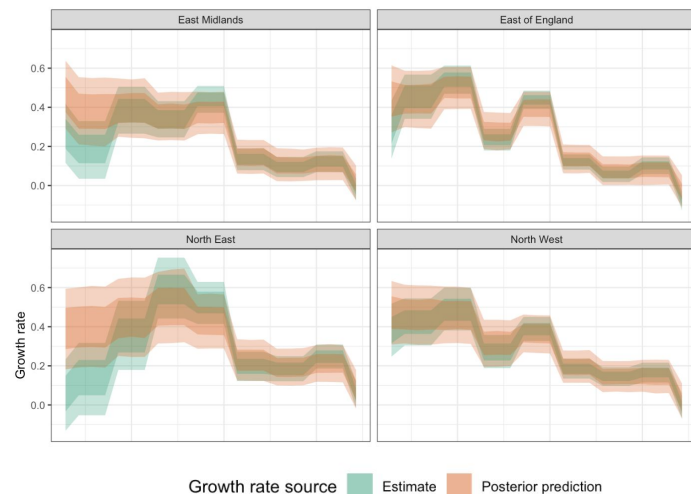 East Midlands
East of England
0.6
0.4
0.2
0.0
North East
North West
Growth rate
0.6
0.4
0.2
0.0
Growth rate source Estimate Posterior prediction